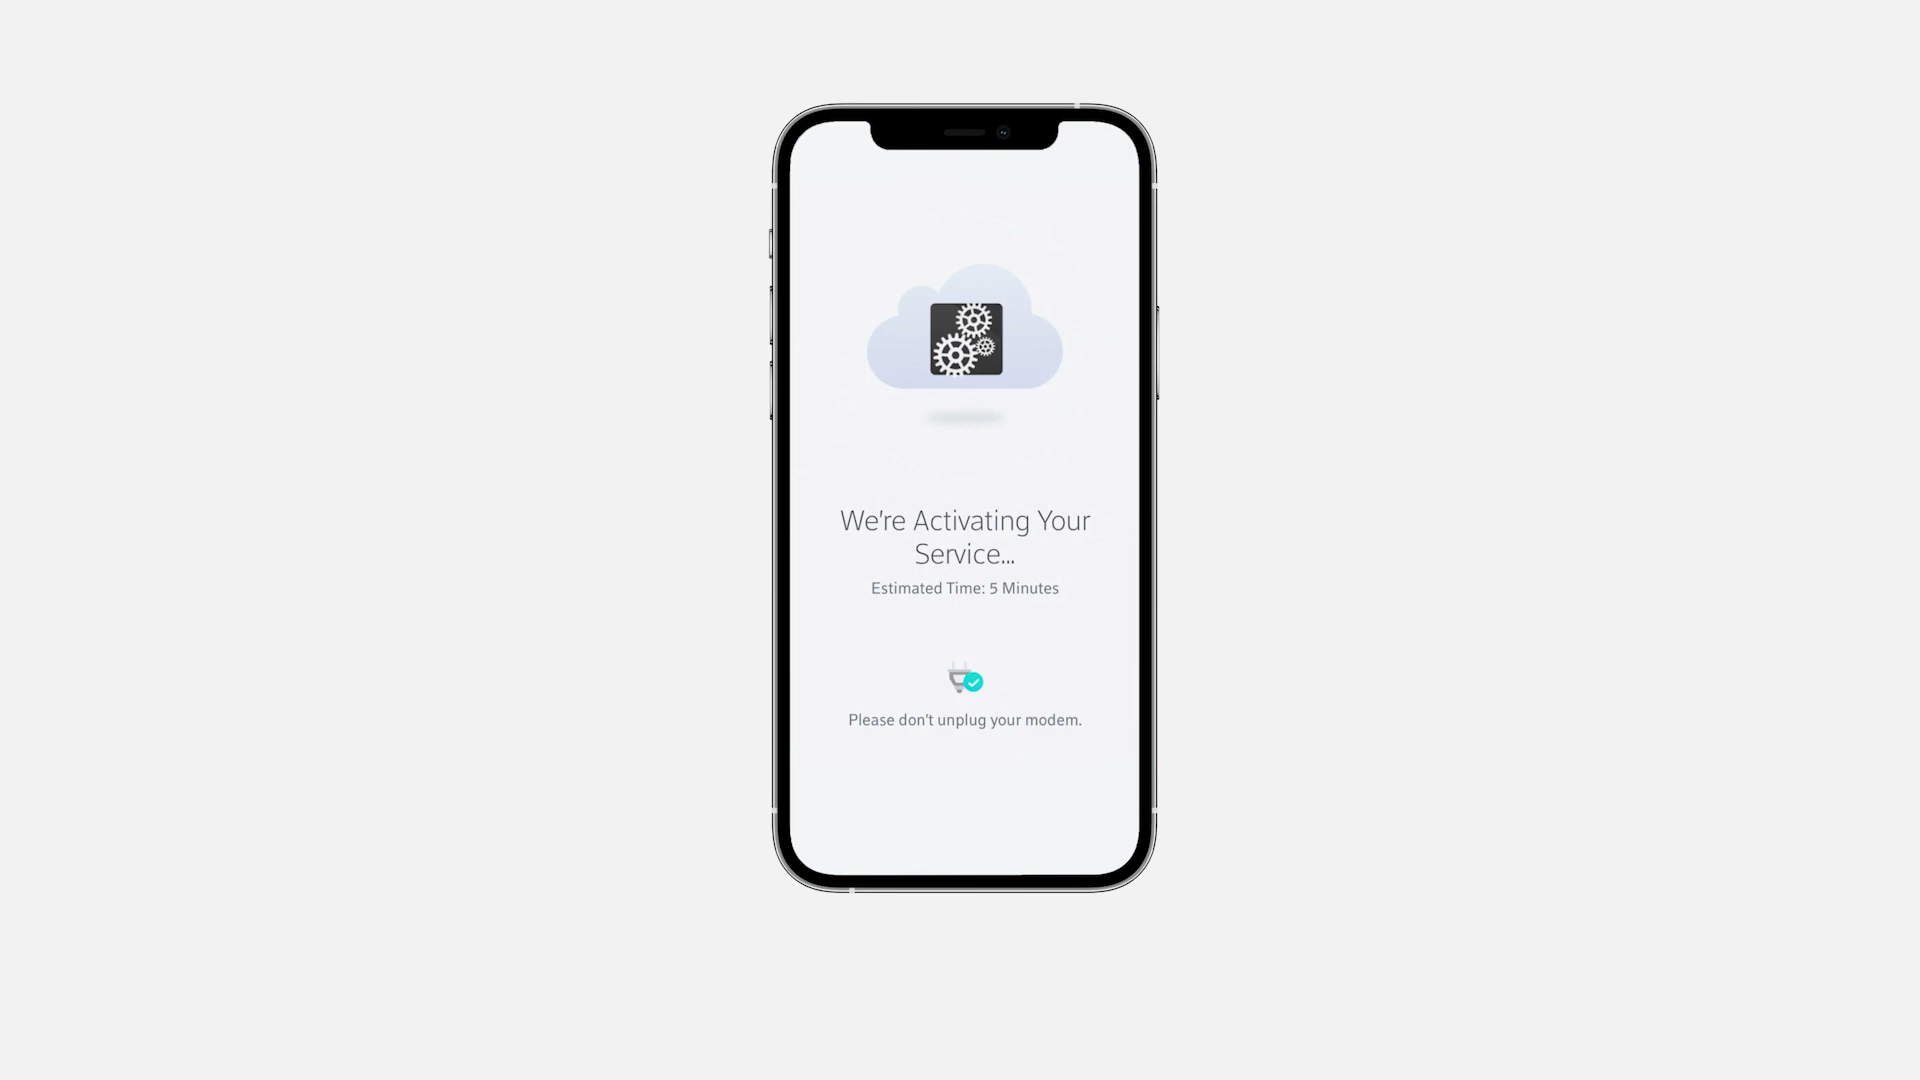 We're Activating Your
Service...
Estimated Time: 5 Minutes
Please don't unplug your modem.